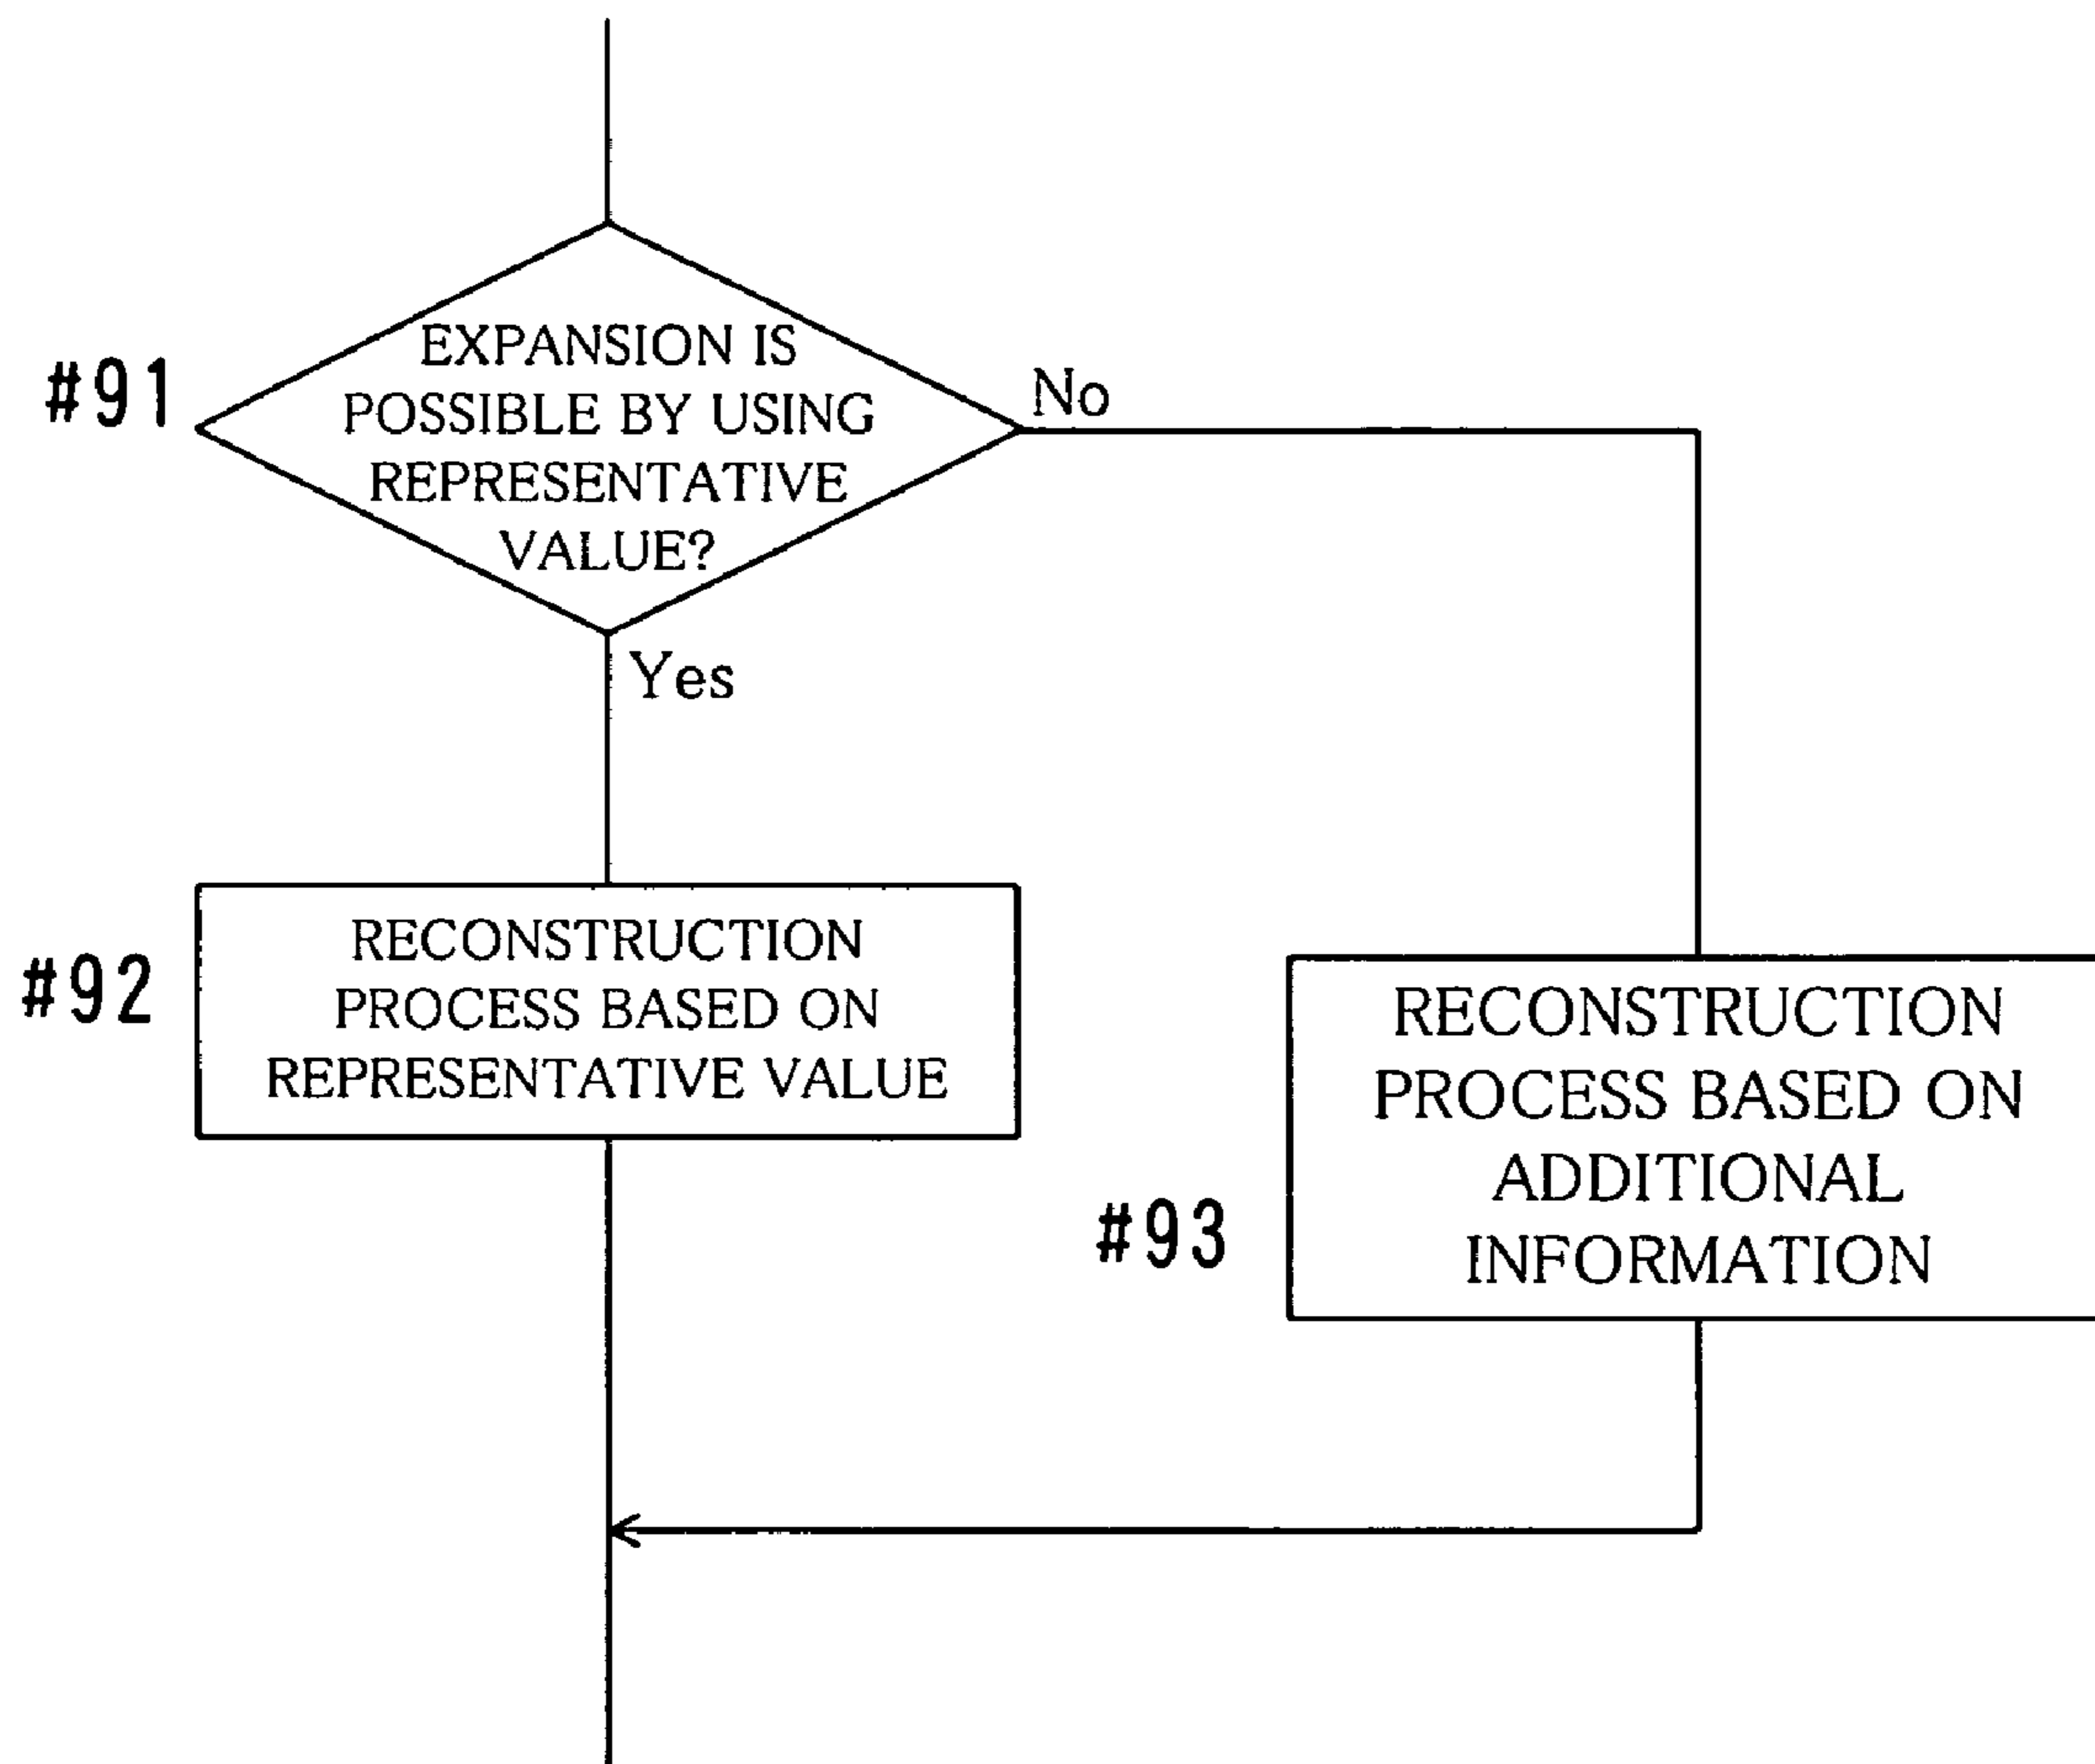 #91
EXPANSION IS
POSSIBLE BY USING
REPRESENTATIVE
VALUE?
No
Yes
#92
RECONSTRUCTION
PROCESS BASED ON
REPRESENTATIVE VALUE
#93
RECONSTRUCTION
PROCESS BASED ON
ADDITIONAL
INFORMATION